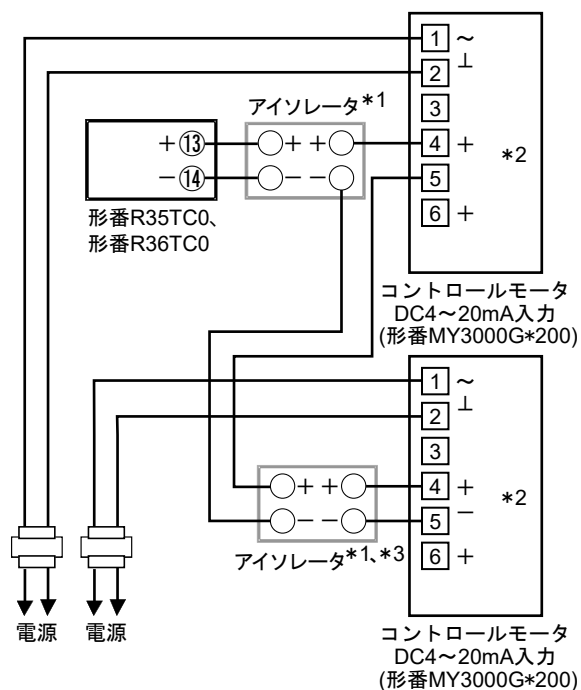 1 ~
2 ⊥
3
4 +
5
6 +
*2
アイソレータ*1
+⑬
−⑭
+ +
− −
形番R35TC0、
形番R36TC0
コントロールモータ
DC4～20mA入力
(形番MY3000G*200)
1 ~
2 ⊥
3
4 +
5 −
6 +
*2
+ +
− −
アイソレータ*1、*3
電源 電源
コントロールモータ
DC4～20mA入力
(形番MY3000G*200)